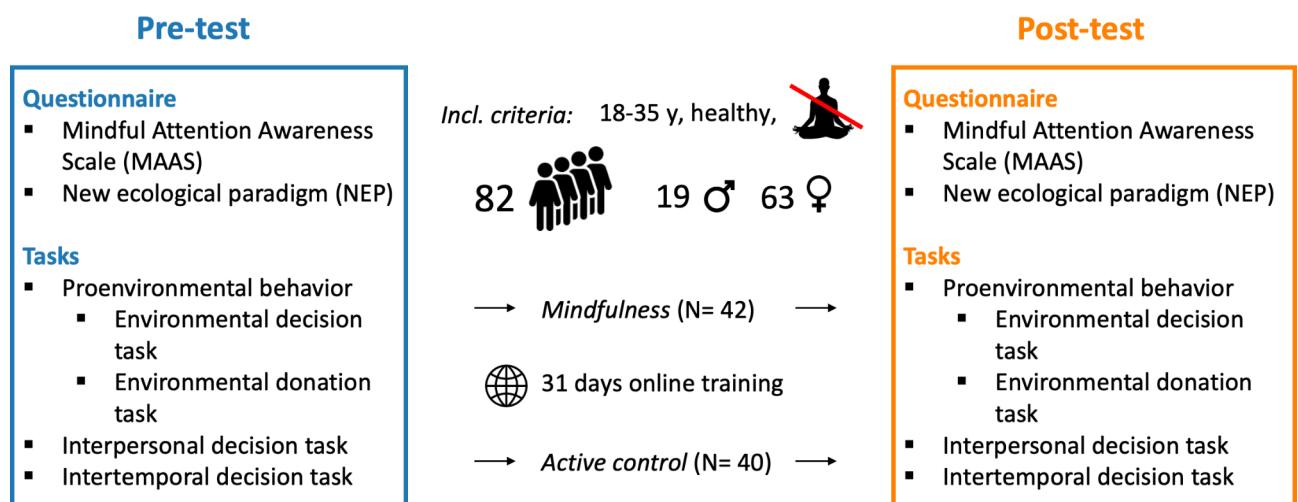 Pre-test
Questionnaire
▪ Mindful Attention Awareness
Scale (MAAS)
▪ New ecological paradigm (NEP)
Tasks
▪ Proenvironmental behavior
▪ Environmental decision
task
▪ Environmental donation
task
▪ Interpersonal decision task
▪ Intertemporal decision task
Incl. criteria: 18-35 y, healthy,
82 19 ♂ 63 ♀
→ Mindfulness (N= 42) →
31 days online training
→ Active control (N= 40) →
Post-test
Questionnaire
▪ Mindful Attention Awareness
Scale (MAAS)
▪ New ecological paradigm (NEP)
Tasks
▪ Proenvironmental behavior
▪ Environmental decision
task
▪ Environmental donation
task
▪ Interpersonal decision task
▪ Intertemporal decision task